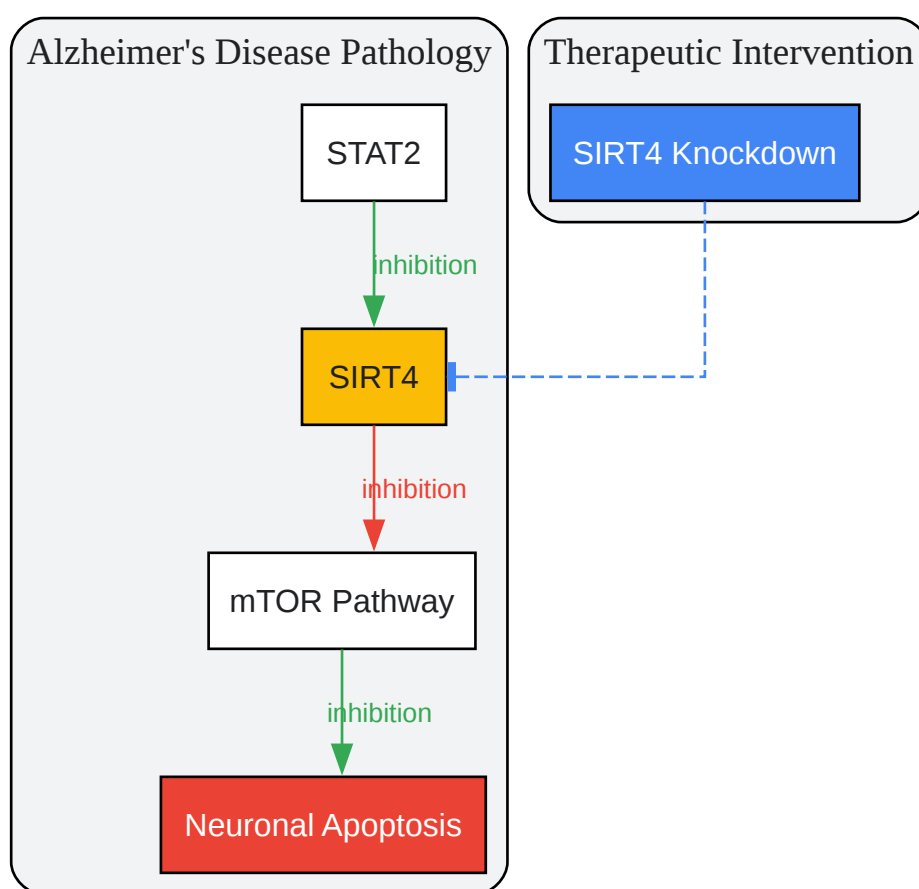 Alzheimer's Disease Pathology
Therapeutic Intervention
STAT2
SIRT4 Knockdown
inhibition
SIRT4
inhibition
mTOR Pathway
inhibition
Neuronal Apoptosis